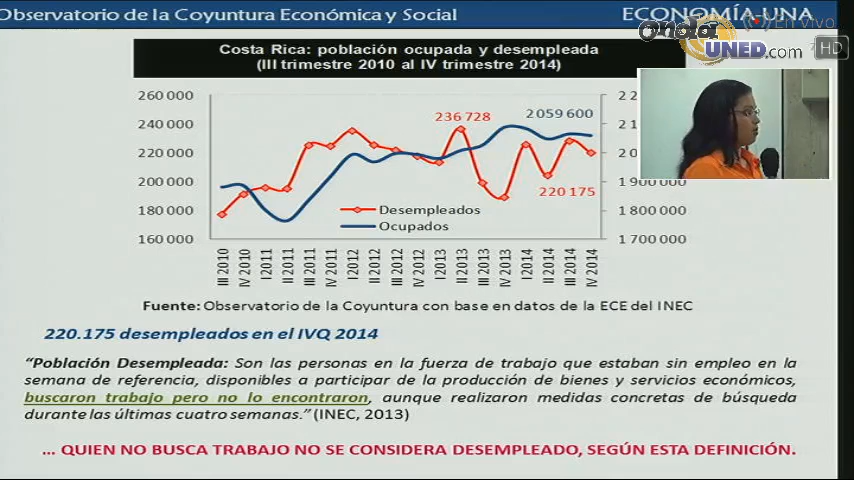 Observatorio de la Coyuntura Económica y Social
ECONOMÍA-UNA
En vivo
Onda
UNED.com
HD
Costa Rica: población ocupada y desempleada
(III trimestre 2010 al IV trimestre 2014)
260 000
240 000
220 000
200 000
180 000
160 000
236 728
2 059 600
220 175
Desempleados
Ocupados
2 2
2 1
2 0
1 900 000
1 800 000
1 700 000
III 2010
IV 2010
I 2011
II 2011
III 2011
IV 2011
I 2012
II 2012
III 2012
IV 2012
I 2013
II 2013
III 2013
IV 2013
I 2014
II 2014
III 2014
IV 2014
Fuente: Observatorio de la Coyuntura con base en datos de la ECE del INEC
220.175 desempleados en el IVQ 2014
“Población Desempleada: Son las personas en la fuerza de trabajo que estaban sin empleo en la
semana de referencia, disponibles a participar de la producción de bienes y servicios económicos,
buscaron trabajo pero no lo encontraron, aunque realizaron medidas concretas de búsqueda
durante las últimas cuatro semanas.” (INEC, 2013)
... QUIEN NO BUSCA TRABAJO NO SE CONSIDERA DESEMPLEADO, SEGÚN ESTA DEFINICIÓN.